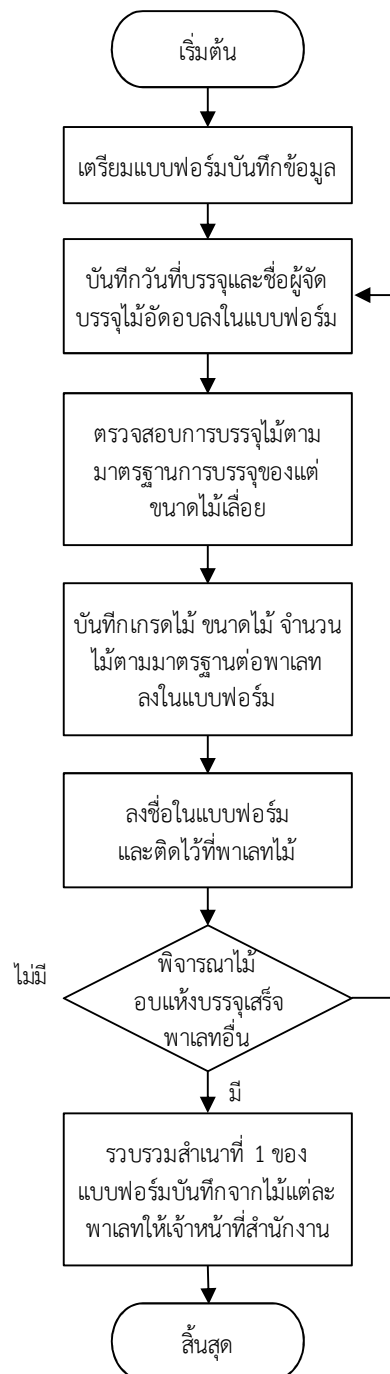 เริ่มต้น
เตรียมแบบฟอร์มบันทึกข้อมูล
บันทึกวันที่บรรจุและชื่อผู้จัด
บรรจุไม้อัดอบลงในแบบฟอร์ม
ตรวจสอบการบรรจุไม้ตาม
มาตรฐานการบรรจุของแต่
ขนาดไม้เลื่อย
บันทึกเกรดไม้ ขนาดไม้ จำนวน
ไม้ตามมาตรฐานต่อพาเลท
ลงในแบบฟอร์ม
ลงชื่อในแบบฟอร์ม
และติดไว้ที่พาเลทไม้
ไม่มี
พิจารณาไม้
อบแห้งบรรจุเสร็จ
พาเลทอื่น
มี
รวบรวมสำเนาที่ 1 ของ
แบบฟอร์มบันทึกจากไม้แต่ละ
พาเลทให้เจ้าหน้าที่สำนักงาน
สิ้นสุด